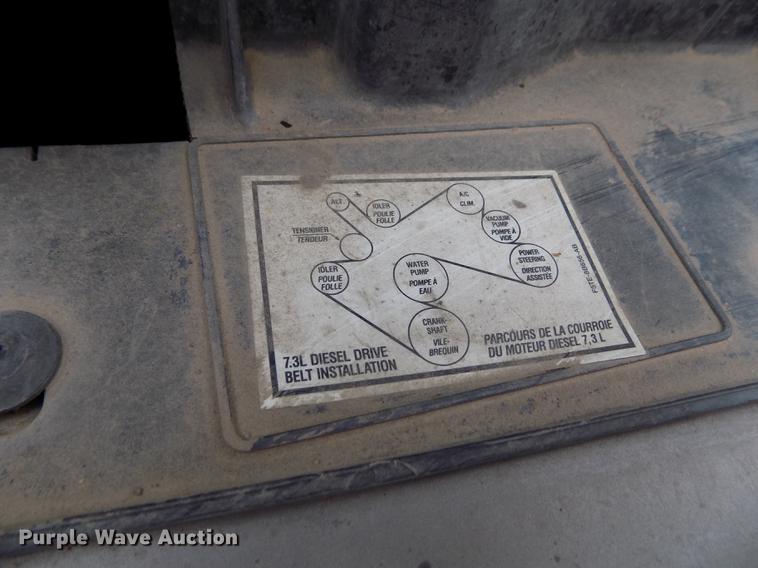 ALT.
IDLER
POULIE
FOLLE
A/C
CLIM.
VACUUM
PUMP
POMPE À
VIDE
TENSIONER
TENDEUR
POWER
STEERING
DIRECTION
ASSISTÉE
IDLER
POULIE
FOLLE
WATER
PUMP
POMPE À
EAU
CRANK-
SHAFT
VILE-
BREQUIN
7.3L DIESEL DRIVE
BELT INSTALLATION
PARCOURS DE LA COURROIE
DU MOTEUR DIESEL 7,3 L
Purple Wave Auction